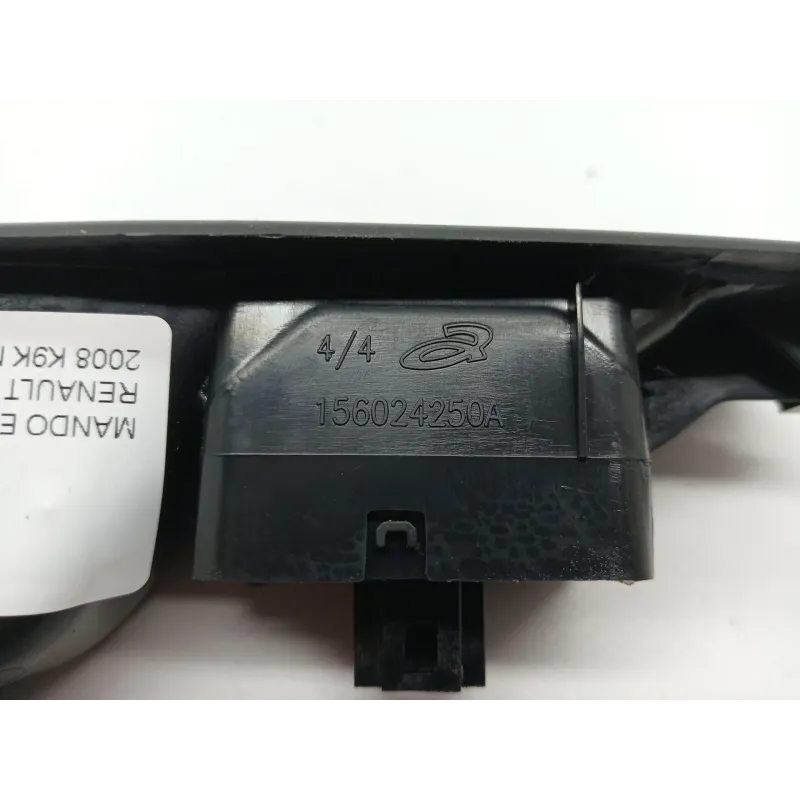 4/4
156024250A
MANDO E
RENAULT
2008 K9K